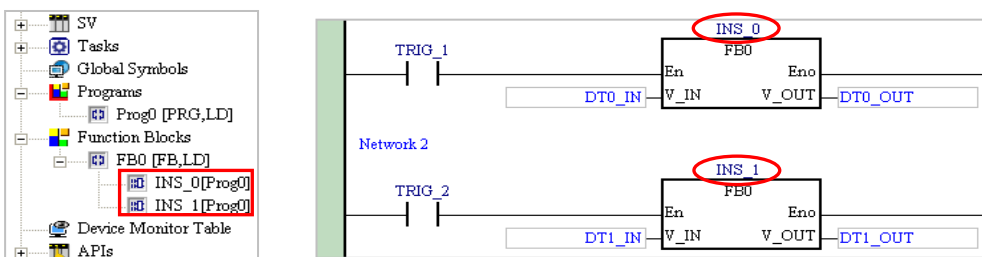 SV
Tasks
Global Symbols
Programs
Prog0 [PRG,LD]
Function Blocks
FB0 [FB,LD]
INS_0[Prog0]
INS_1[Prog0]
Device Monitor Table
APIs
INS_0
TRIG_1
FB0
En Eno
DT0_IN V_IN V_OUT DT0_OUT
Network 2
INS_1
TRIG_2
FB0
En Eno
DT1_IN V_IN V_OUT DT1_OUT